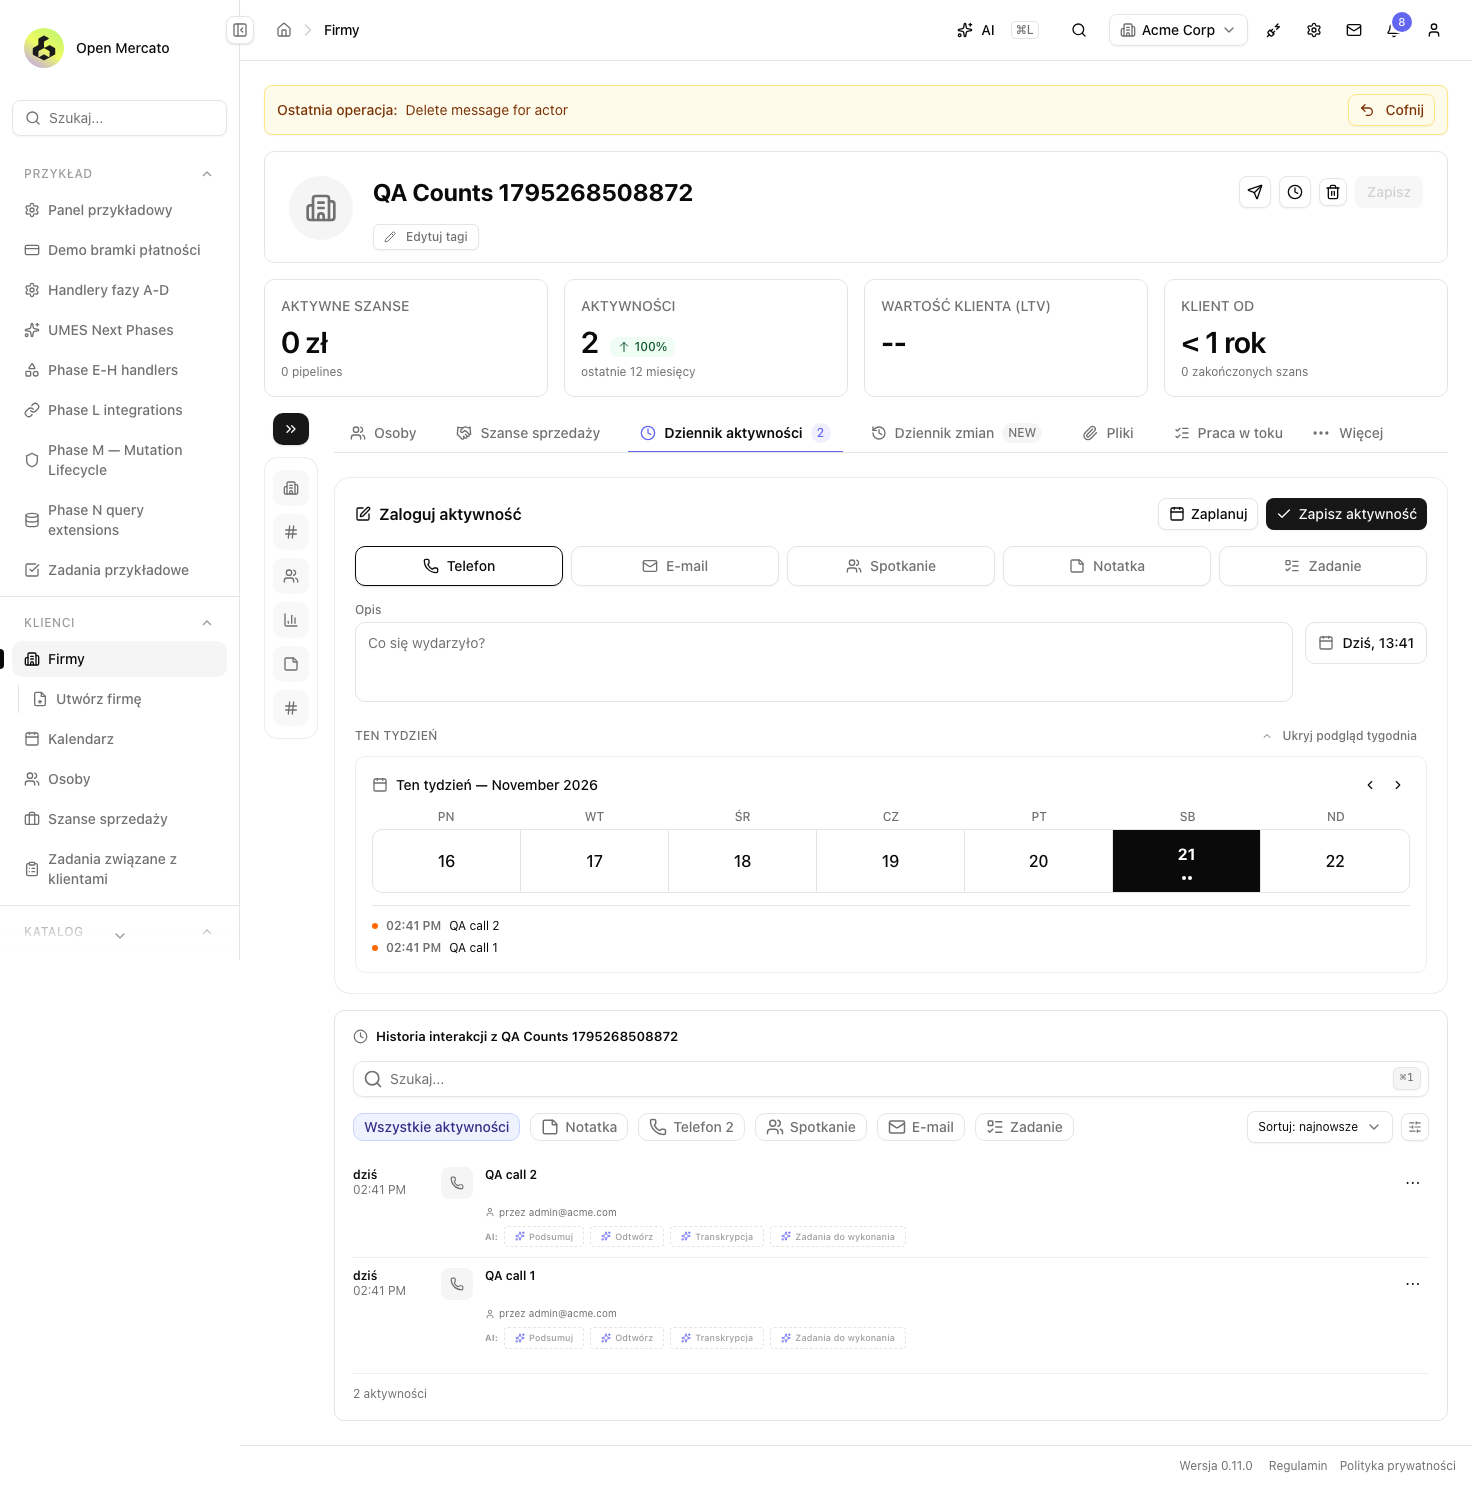 Open Mercato
Firmy
AI
⌘L
Acme Corp
8
Szukaj...
PRZYKŁAD
Panel przykładowy
Demo bramki płatności
Handlery fazy A-D
UMES Next Phases
Phase E-H handlers
Phase L integrations
Phase M — Mutation
Lifecycle
Phase N query
extensions
Zadania przykładowe
KLIENCI
Firmy
Utwórz firmę
Kalendarz
Osoby
Szanse sprzedaży
Zadania związane z
klientami
KATALOG
Ostatnia operacja: Delete message for actor
Cofnij
QA Counts 1795268508872
Edytuj tagi
Zapisz
AKTYWNE SZANSE
0 zł
0 pipelines
AKTYWNOŚCI
2 ↑ 100%
ostatnie 12 miesięcy
WARTOŚĆ KLIENTA (LTV)
--
KLIENT OD
< 1 rok
0 zakończonych szans
Osoby
Szanse sprzedaży
Dziennik aktywności 2
Dziennik zmian NEW
Pliki
Praca w toku
Więcej
Zaloguj aktywność
Zaplanuj
Zapisz aktywność
Telefon
E-mail
Spotkanie
Notatka
Zadanie
Opis
Co się wydarzyło?
Dziś, 13:41
TEN TYDZIEŃ
Ukryj podgląd tygodnia
Ten tydzień — November 2026
PN WT ŚR CZ PT SB ND
16 17 18 19 20 21 22
02:41 PM QA call 2
02:41 PM QA call 1
Historia interakcji z QA Counts 1795268508872
Szukaj...
⌘1
Wszystkie aktywności
Notatka
Telefon 2
Spotkanie
E-mail
Zadanie
Sortuj: najnowsze
dziś
02:41 PM
QA call 2
przez admin@acme.com
AI: Podsumuj Odtwórz Transkrypcja Zadania do wykonania
dziś
02:41 PM
QA call 1
przez admin@acme.com
AI: Podsumuj Odtwórz Transkrypcja Zadania do wykonania
2 aktywności
Wersja 0.11.0 Regulamin Polityka prywatności